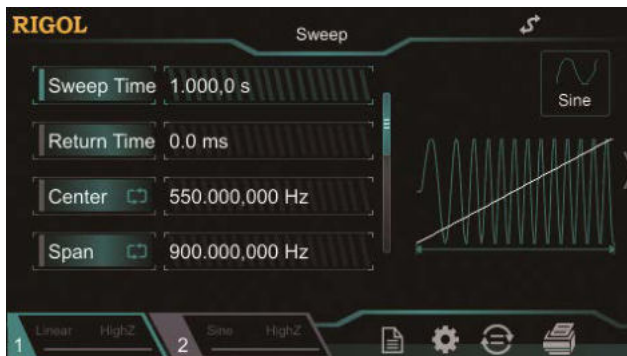 RIGOL
Sweep
Sweep Time 1.000,0 s
Sine
Return Time 0.0 ms
Center 550.000,000 Hz
Span 900.000,000 Hz
1 Linear HighZ
2 Sine HighZ